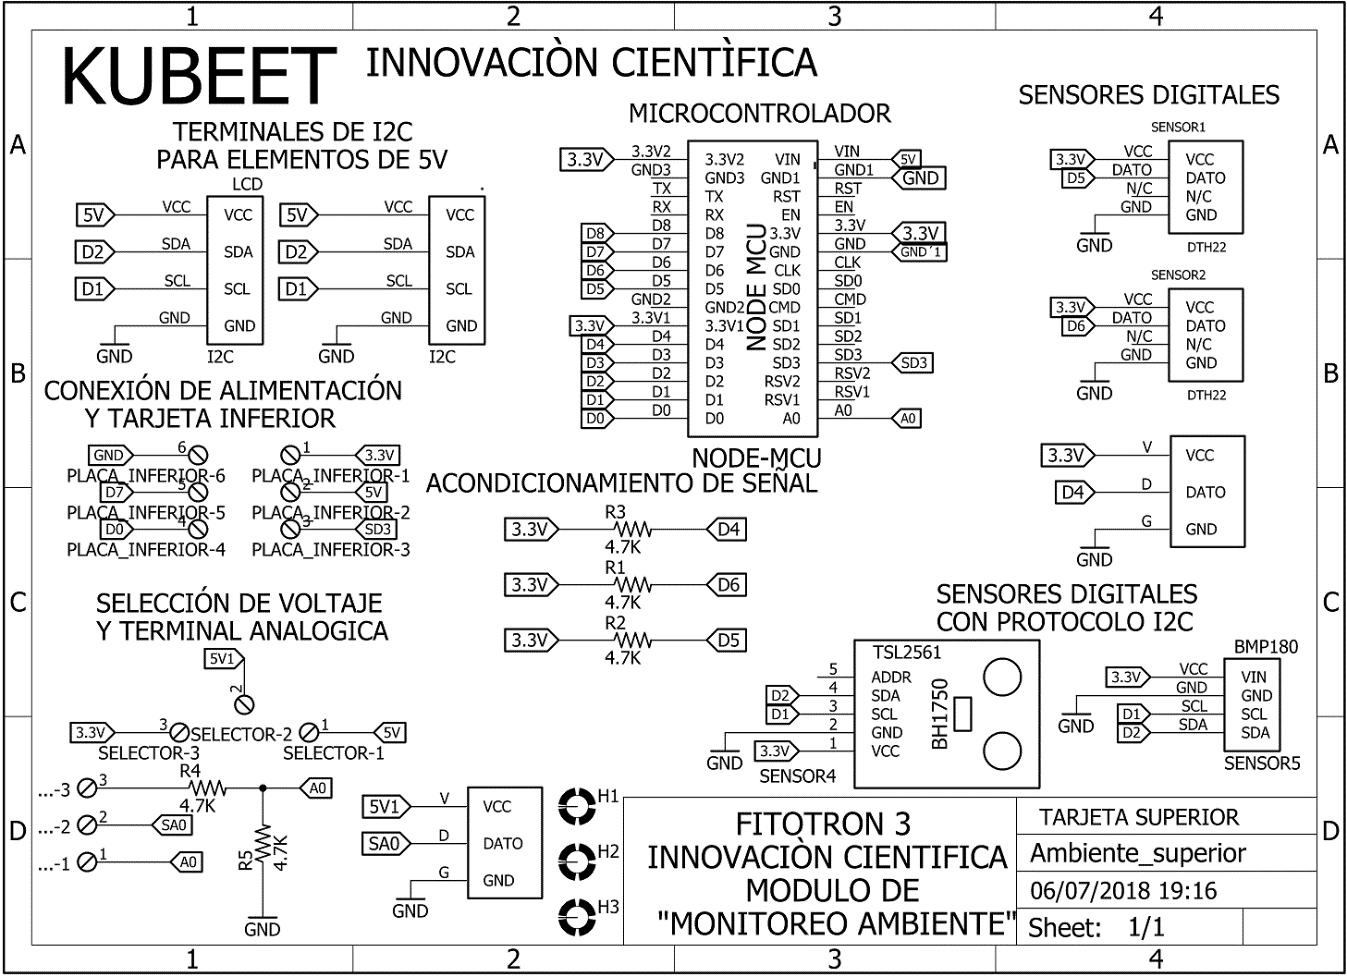 1 2 3 4
KUBEET INNOVACIÒN CIENTÌFICA
A
B
C
D
TERMINALES DE I2C
PARA ELEMENTOS DE 5V
LCD
5V VCC VCC
D2 SDA SDA
D1 SCL SCL
GND GND
GND
I2C
5V VCC VCC
D2 SDA SDA
D1 SCL SCL
GND GND
GND
I2C
CONEXIÓN DE ALIMENTACIÓN
Y TARJETA INFERIOR
GND 6
PLACA_INFERIOR-6
D7 5
PLACA_INFERIOR-5
D0 4
PLACA_INFERIOR-4
1 3.3V
PLACA_INFERIOR-1
2 5V
PLACA_INFERIOR-2
3 SD3
PLACA_INFERIOR-3
SELECCIÓN DE VOLTAJE
Y TERMINAL ANALOGICA
5V1
2
SELECTOR-2
3.3V 3
SELECTOR-3
1 5V
SELECTOR-1
...-3 3
R4
4.7K
A0
...-2 2 SA0
...-1 1 A0
R5
4.7K
GND
MICROCONTROLADOR
3.3V 3.3V2 3.3V2
GND3 GND3
TX TX
RX RX
D8 D8 D8
D7 D7 D7
D6 D6 D6
D5 D5 D5
GND2 GND2
3.3V 3.3V1 3.3V1
D4 D4 D4
D3 D3 D3
D2 D2 D2
D1 D1 D1
D0 D0 D0
NODE MCU
VIN VIN 5V
GND1 GND1 GND
RST RST
EN EN
3.3V 3.3V 3.3V
GND GND GND´1
CLK CLK
SD0 SD0
CMD CMD
SD1 SD1
SD2 SD2
SD3 SD3 SD3
RSV2 RSV2
RSV1 RSV1
A0 A0 A0
NODE-MCU
ACONDICIONAMIENTO DE SEÑAL
R3
3.3V D4
4.7K
R1
3.3V D6
4.7K
R2
3.3V D5
4.7K
5V1 V VCC
SA0 D DATO
G GND
GND
H1
H2
H3
SENSORES DIGITALES
SENSOR1
3.3V VCC VCC
D5 DATO DATO
N/C N/C
GND GND
GND
DTH22
SENSOR2
3.3V VCC VCC
D6 DATO DATO
N/C N/C
GND GND
GND
DTH22
3.3V V VCC
D4 D DATO
G GND
GND
SENSORES DIGITALES
CON PROTOCOLO I2C
TSL2561
5 ADDR
D2 4 SDA
D1 3 SCL
2 GND
GND
3.3V 1 VCC
BH1750
SENSOR4
BMP180
3.3V VCC VIN
GND GND
GND
D1 SCL SCL
D2 SDA SDA
SENSOR5
FITOTRON 3
INNOVACIÒN CIENTIFICA
MODULO DE
"MONITOREO AMBIENTE"
TARJETA SUPERIOR
Ambiente_superior
06/07/2018 19:16
Sheet: 1/1
A
B
C
D
1 2 3 4